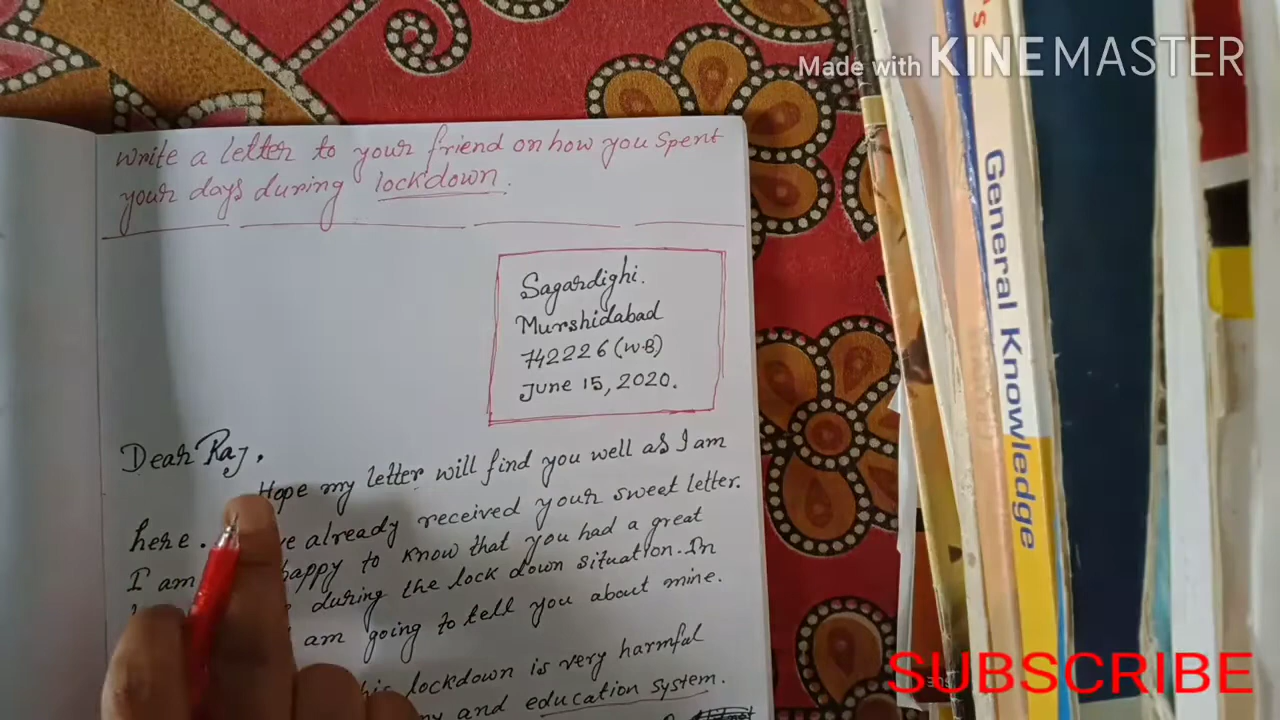 Made with KINEMASTER
write a letter to your friend on how you spent
your days during lockdown.
Sagardighi.
Murshidabad
742226 (W.B)
June 15, 2020.
Dear Raj,
Hope my letter will find you well as I am
here. already received your sweet letter.
I am happy to know that you had a great
during the lock down situation. In
am going to tell you about mine.
lockdown is very harmful
and education system.
General Knowledge
SUBSCRIBE